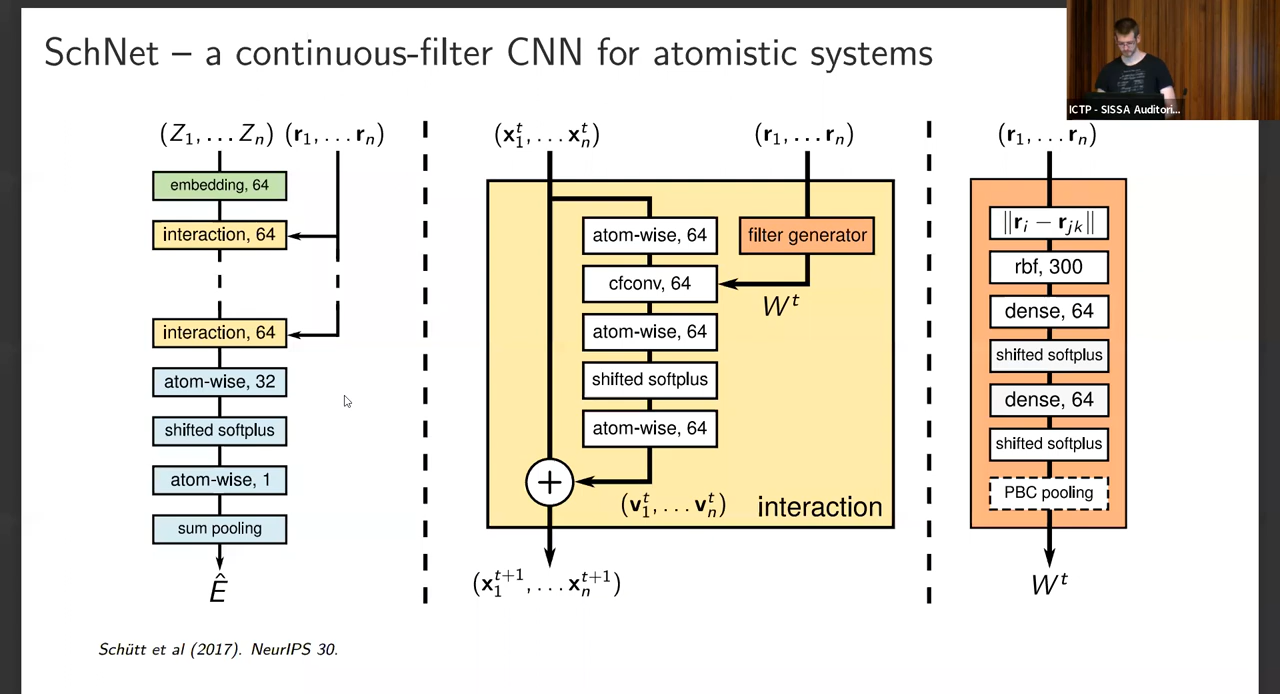 SchNet – a continuous-filter CNN for atomistic systems
ICTP - SISSA Auditori...
(Z₁, . . . Zₙ) (r₁, . . . rₙ)
embedding, 64
interaction, 64
interaction, 64
atom-wise, 32
shifted softplus
atom-wise, 1
sum pooling
Ê
(x₁ᵗ, . . . xₙᵗ)
(r₁, . . . rₙ)
atom-wise, 64
filter generator
cfconv, 64
Wᵗ
atom-wise, 64
shifted softplus
atom-wise, 64
+
(v₁ᵗ, . . . vₙᵗ)
interaction
(x₁ᵗ⁺¹, . . . xₙᵗ⁺¹)
(r₁, . . . rₙ)
‖rᵢ − rⱼₖ‖
rbf, 300
dense, 64
shifted softplus
dense, 64
shifted softplus
PBC pooling
Wᵗ
Schütt et al (2017). NeurIPS 30.